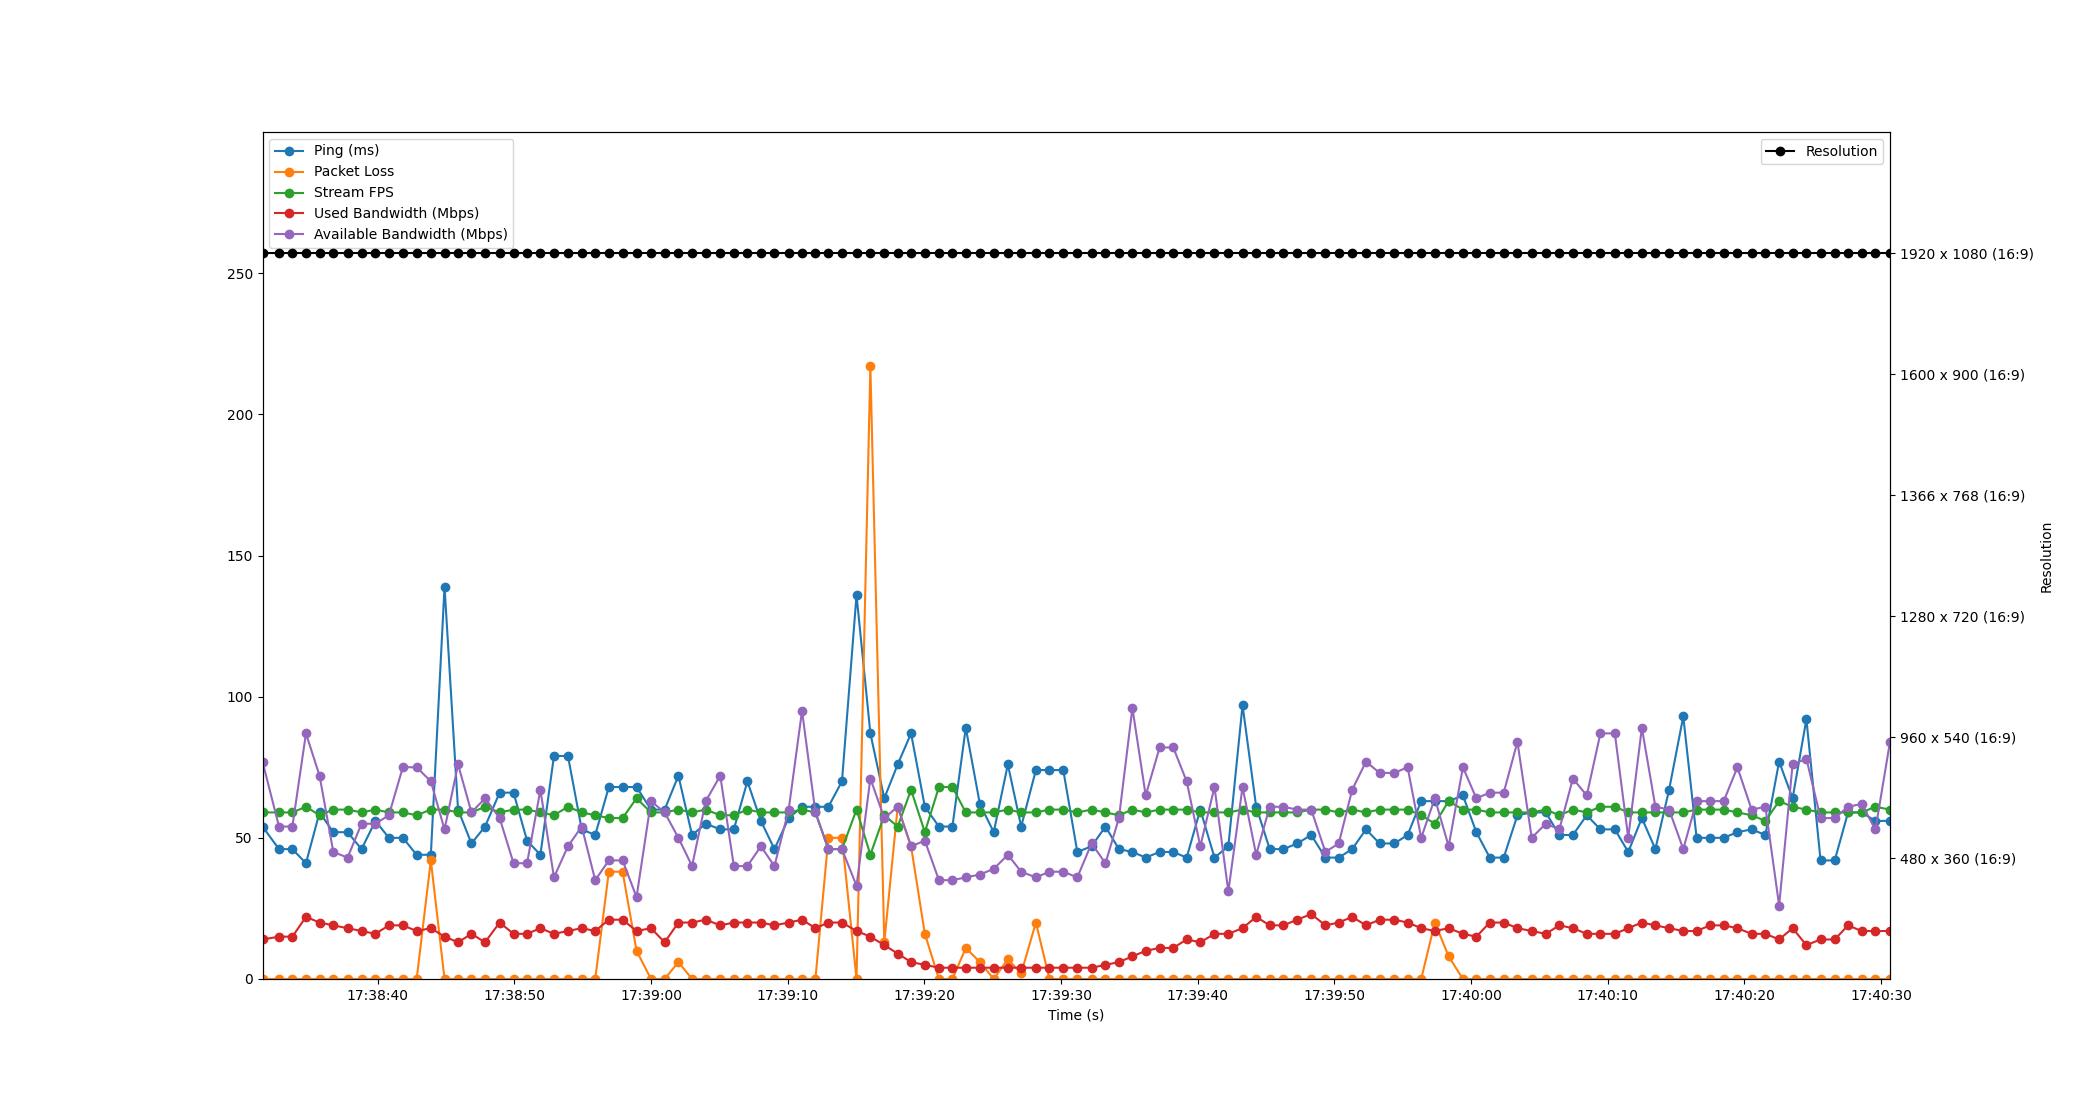 Ping (ms)
Packet Loss
Stream FPS
Used Bandwidth (Mbps)
Available Bandwidth (Mbps)
Resolution
250
200
150
100
50
0
1920 x 1080 (16:9)
1600 x 900 (16:9)
1366 x 768 (16:9)
1280 x 720 (16:9)
960 x 540 (16:9)
480 x 360 (16:9)
Resolution
17:38:40
17:38:50
17:39:00
17:39:10
17:39:20
17:39:30
17:39:40
17:39:50
17:40:00
17:40:10
17:40:20
17:40:30
Time (s)